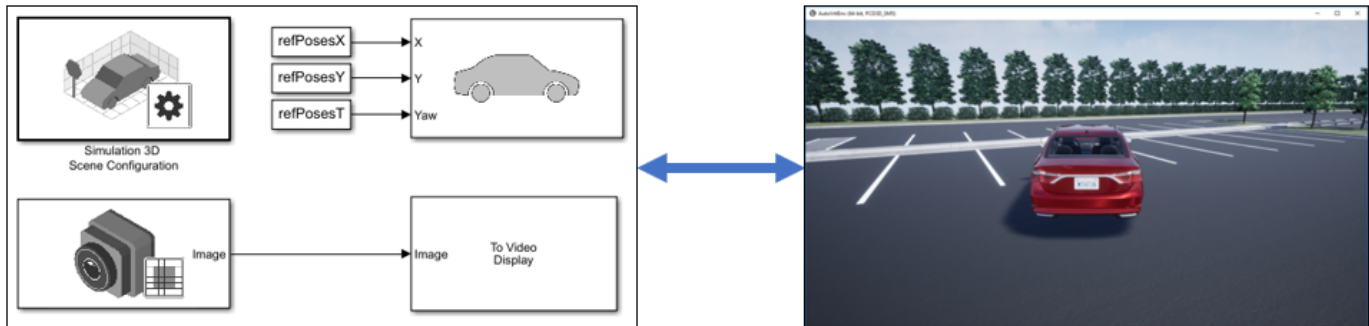 refPosesX
X
refPosesY
Y
refPosesT
Yaw
Simulation 3D
Scene Configuration
Image
Image
To Video
Display